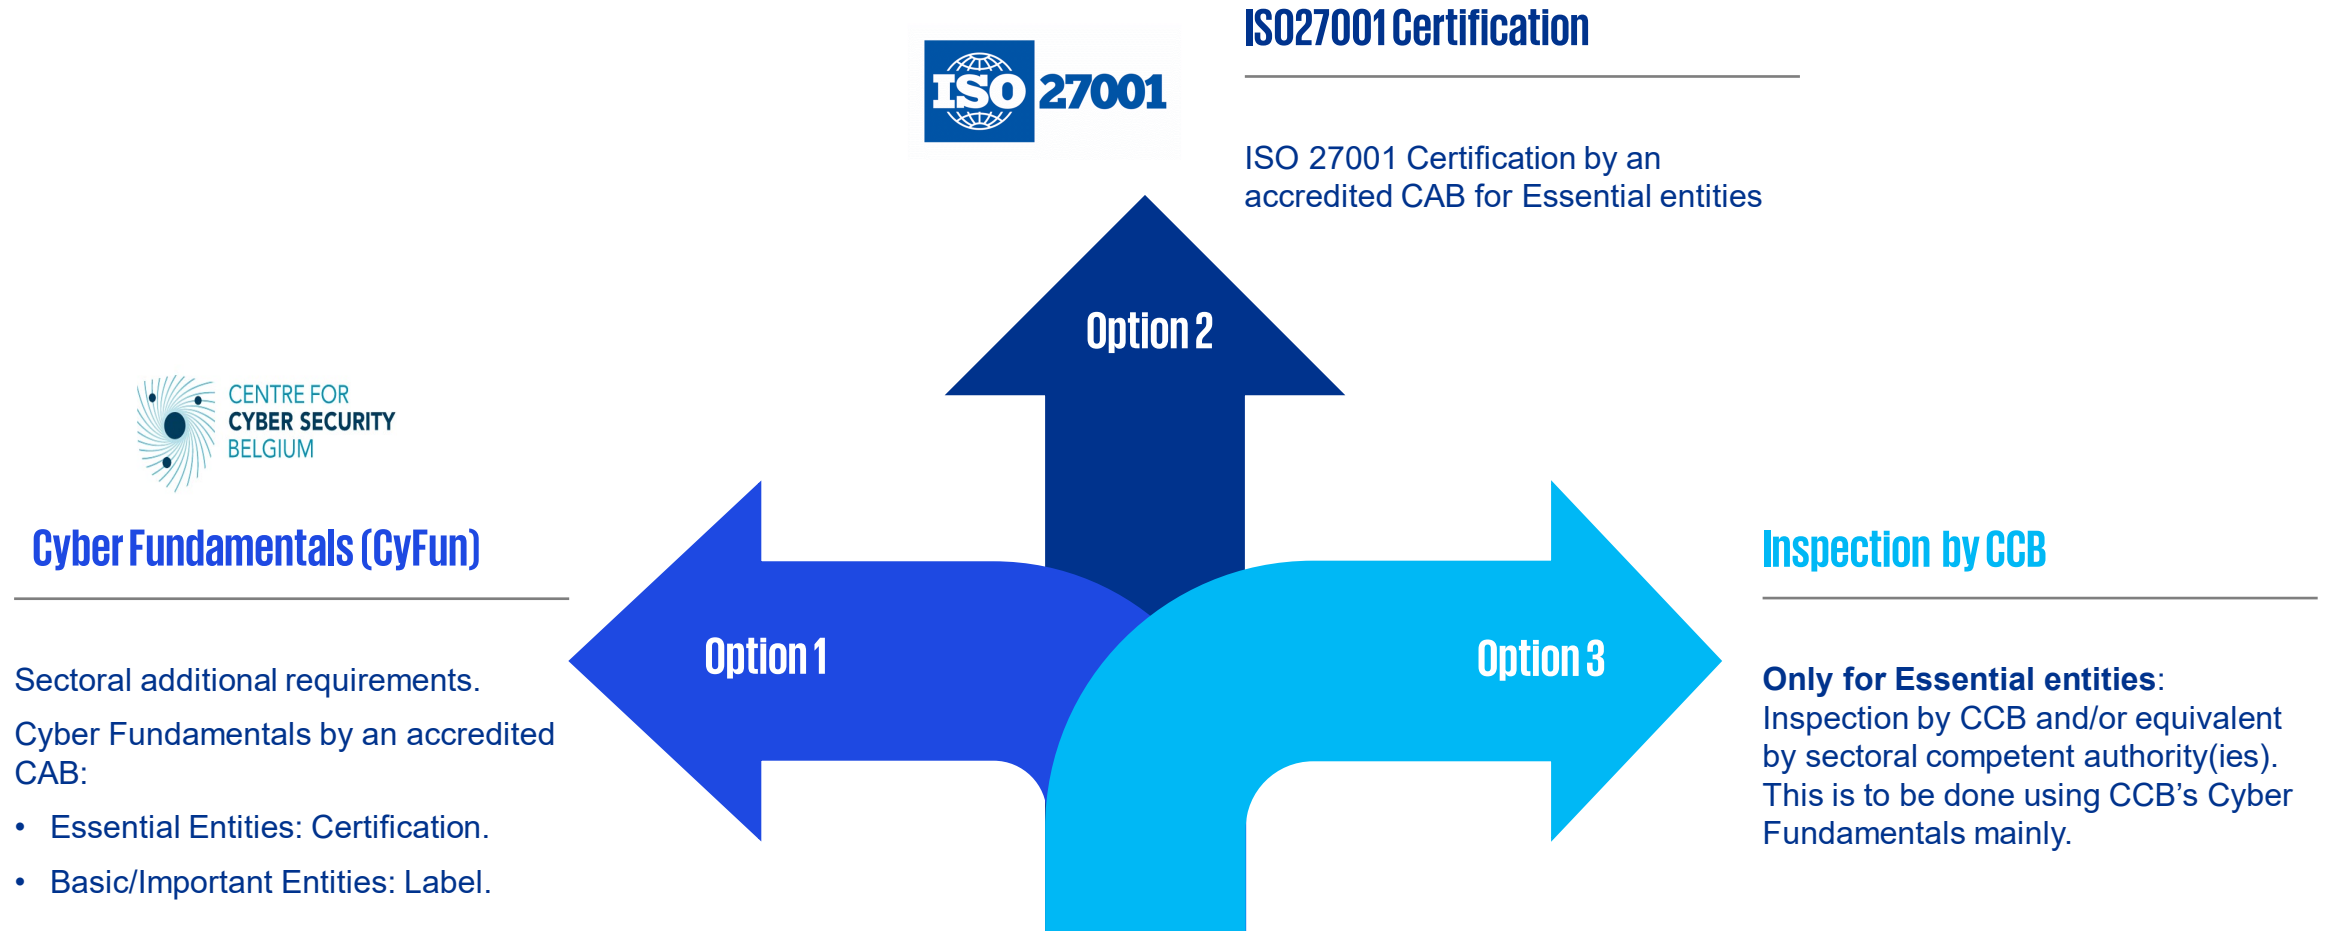 ISO27001 Certification
ISO 27001
ISO 27001 Certification by an
accredited CAB for Essential entities
Option 2
CENTRE FOR
CYBER SECURITY
BELGIUM
Cyber Fundamentals (CyFun)
Sectoral additional requirements.
Cyber Fundamentals by an accredited
CAB:
• Essential Entities: Certification.
• Basic/Important Entities: Label.
Option 1
Option 3
Inspection by CCB
Only for Essential entities:
Inspection by CCB and/or equivalent
by sectoral competent authority(ies).
This is to be done using CCB’s Cyber
Fundamentals mainly.